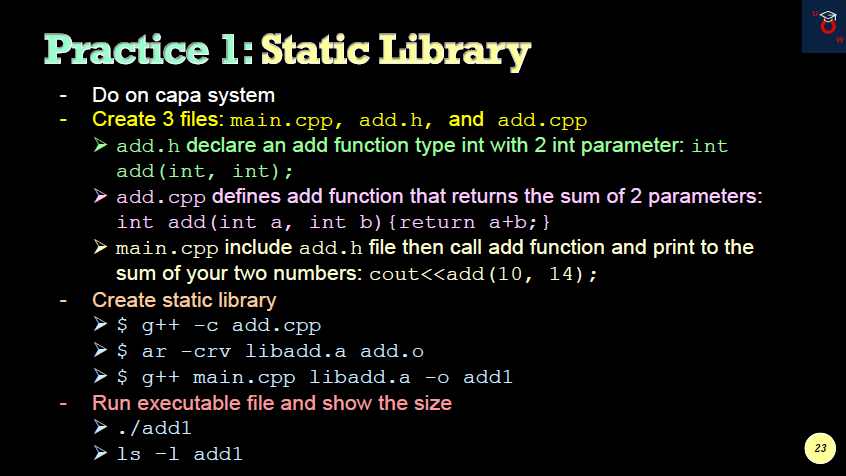 U
W
Practice 1: Static Library
- Do on capa system
- Create 3 files: main.cpp, add.h, and add.cpp
➢ add.h declare an add function type int with 2 int parameter: int
add(int, int);
➢ add.cpp defines add function that returns the sum of 2 parameters:
int add(int a, int b){return a+b;}
➢ main.cpp include add.h file then call add function and print to the
sum of your two numbers: cout<<add(10, 14);
- Create static library
➢ $ g++ -c add.cpp
➢ $ ar -crv libadd.a add.o
➢ $ g++ main.cpp libadd.a -o add1
- Run executable file and show the size
➢ ./add1
➢ ls -l add1
23